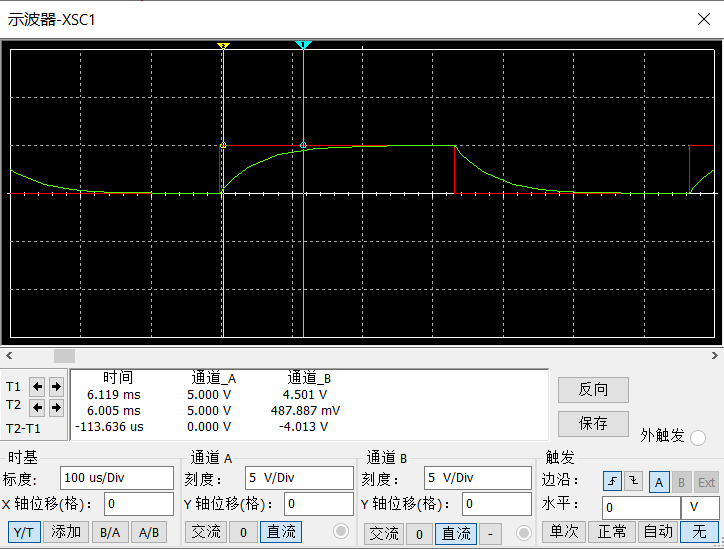 示波器-XSC1
2 1
时间 通道_A 通道_B
T1 6.119 ms 5.000 V 4.501 V
T2 6.005 ms 5.000 V 487.887 mV
T2-T1 -113.636 us 0.000 V -4.013 V
反向
保存
外触发
时基 通道 A 通道 B 触发
标度: 100 us/Div 刻度: 5 V/Div 刻度: 5 V/Div 边沿: A B Ext
X 轴位移(格): 0 Y 轴位移(格): 0 Y 轴位移(格): 0 水平: 0 V
Y/T 添加 B/A A/B 交流 0 直流 交流 0 直流 - 单次 正常 自动 无